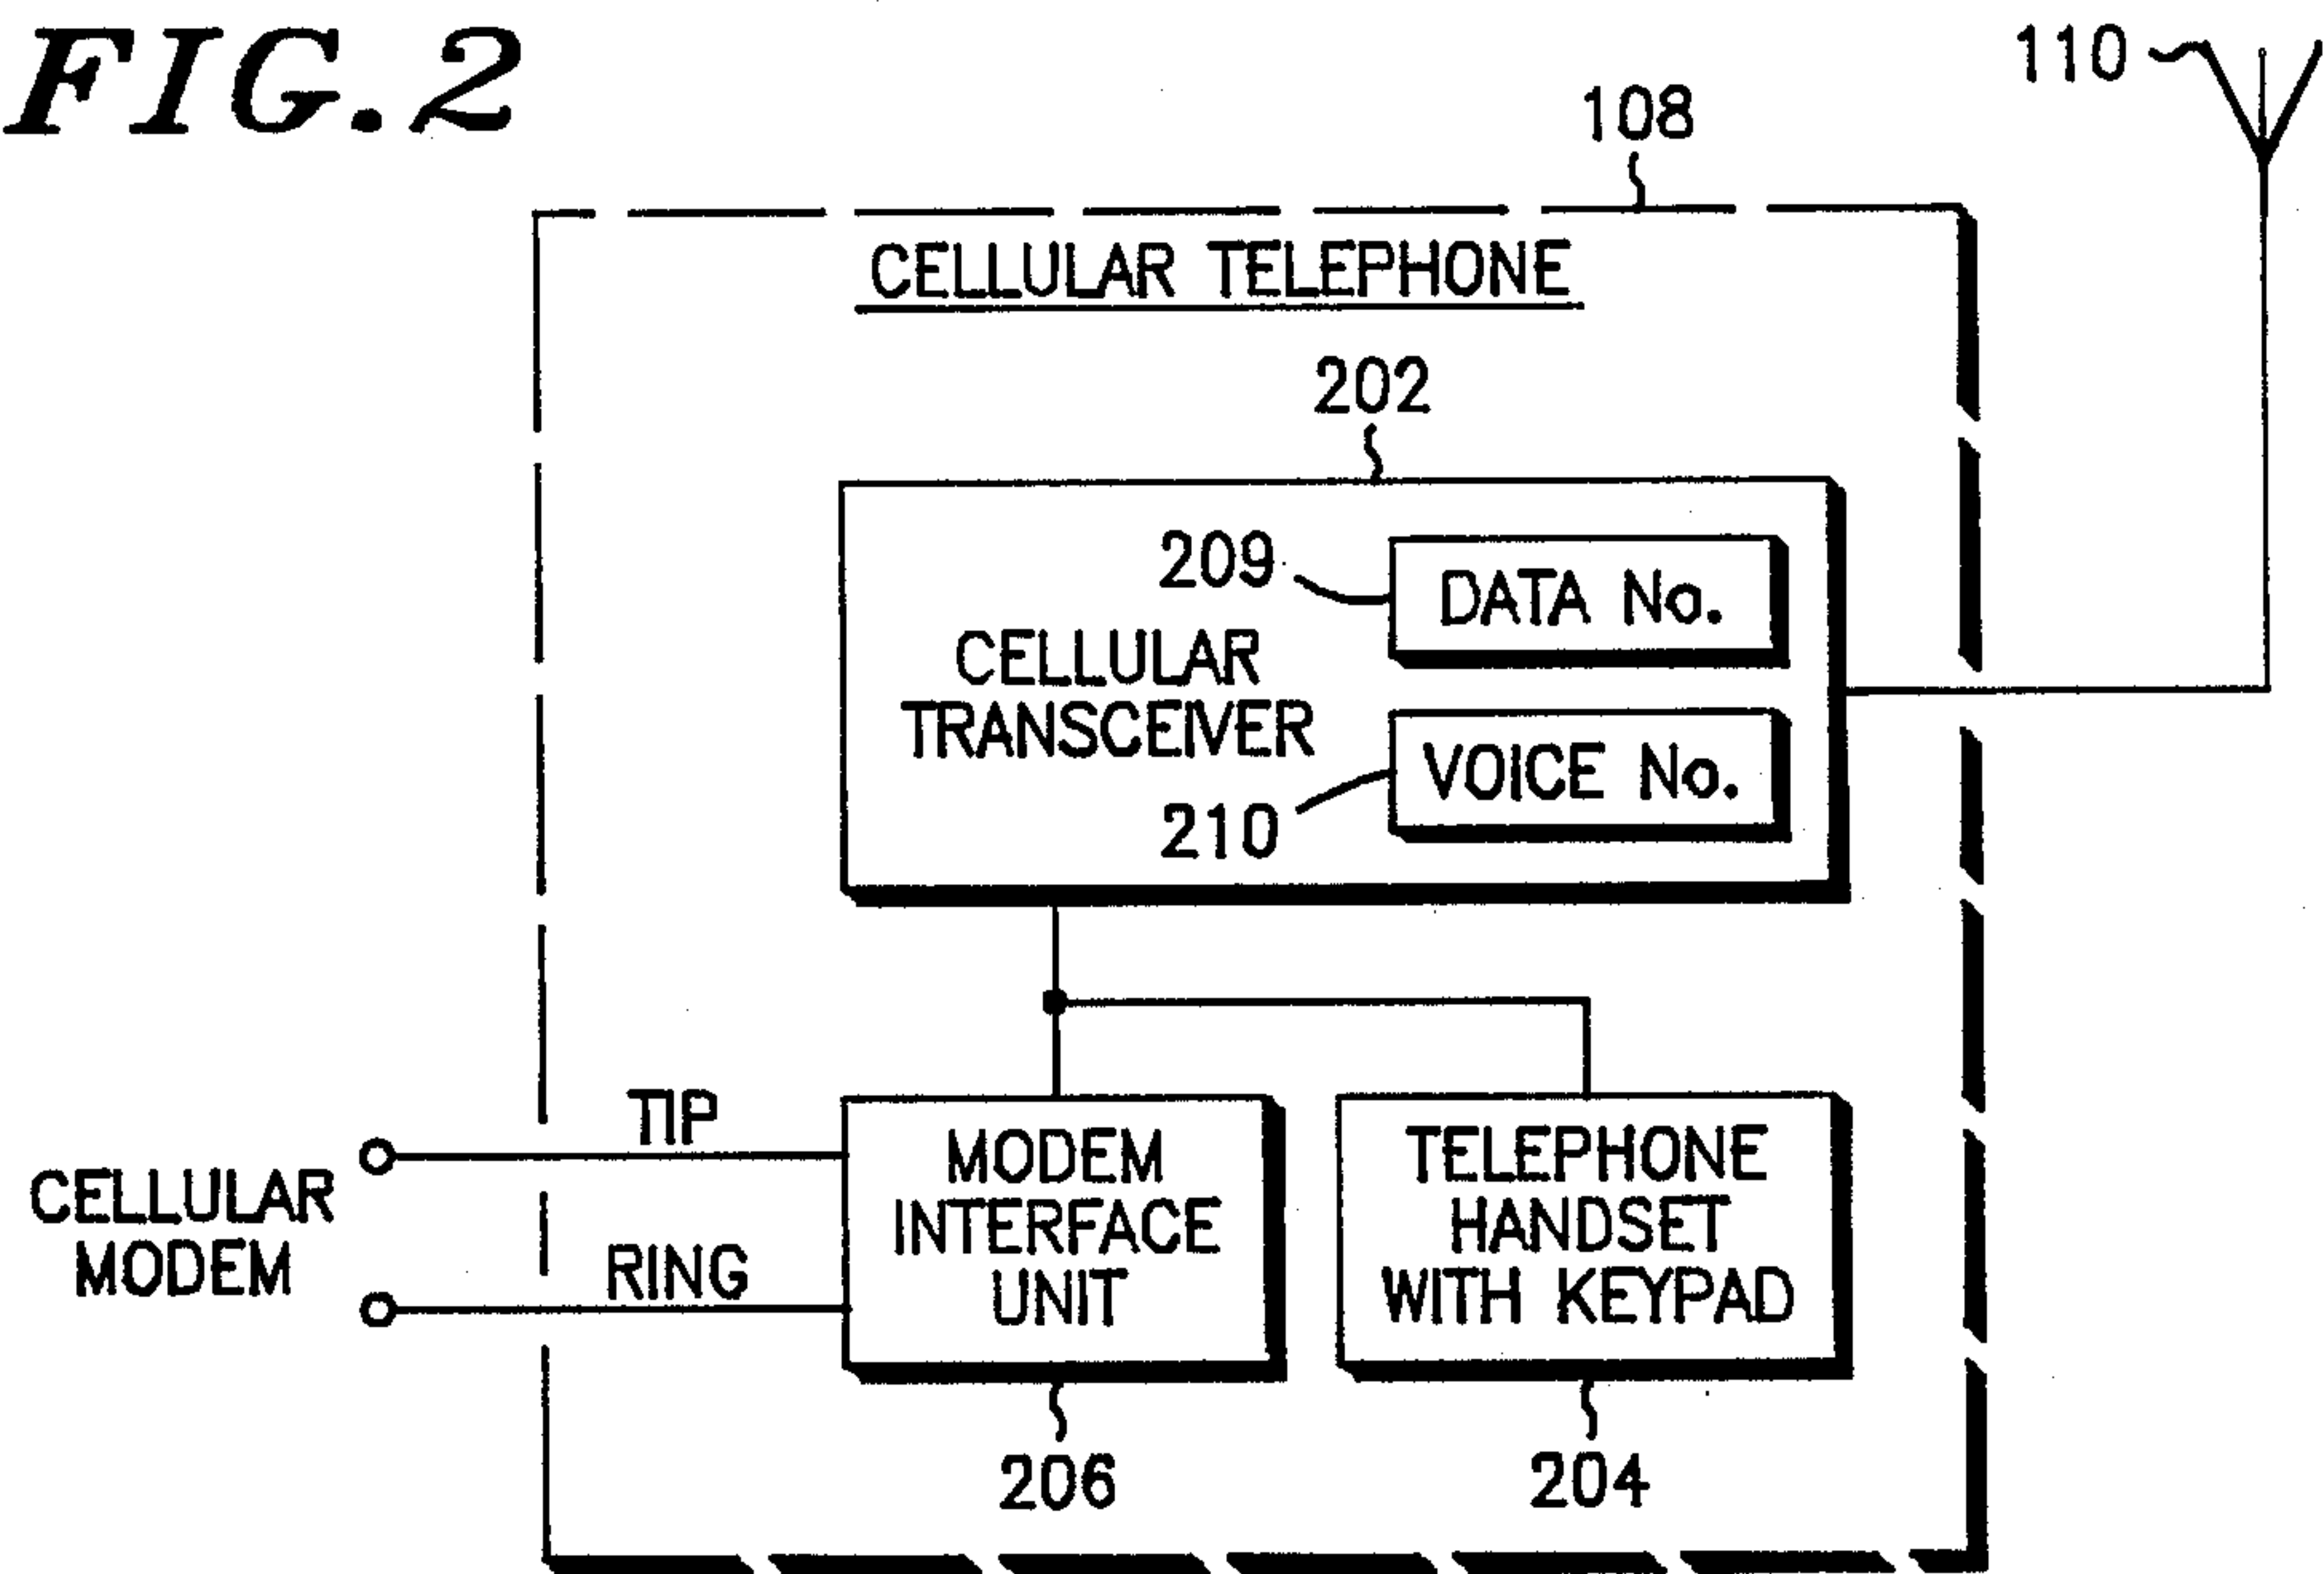 FIG.2
110
108
CELLULAR TELEPHONE
202
209
DATA No.
CELLULAR
TRANSCEIVER
VOICE No.
210
TIP
CELLULAR
MODEM
RING
MODEM
INTERFACE
UNIT
TELEPHONE
HANDSET
WITH KEYPAD
206
204